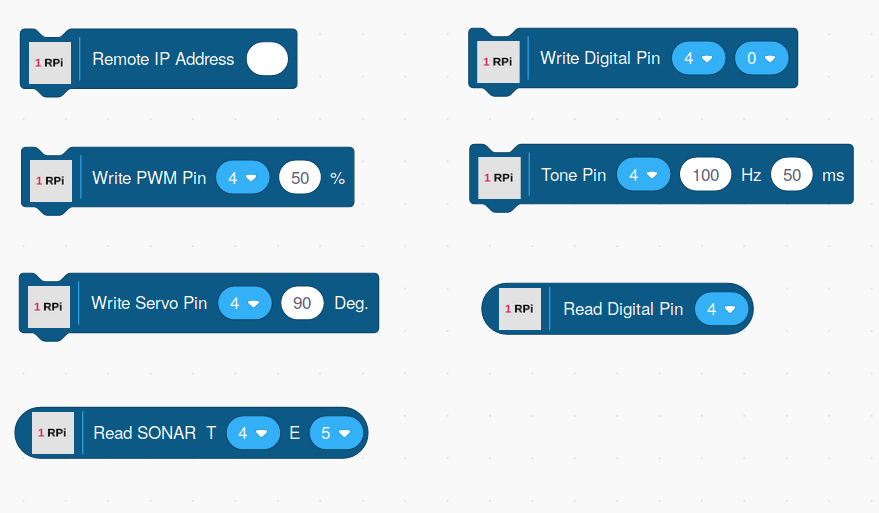 1 RPi Remote IP Address
1 RPi Write Digital Pin 4 0
1 RPi Write PWM Pin 4 50 %
1 RPi Tone Pin 4 100 Hz 50 ms
1 RPi Write Servo Pin 4 90 Deg.
1 RPi Read Digital Pin 4
1 RPi Read SONAR T 4 E 5